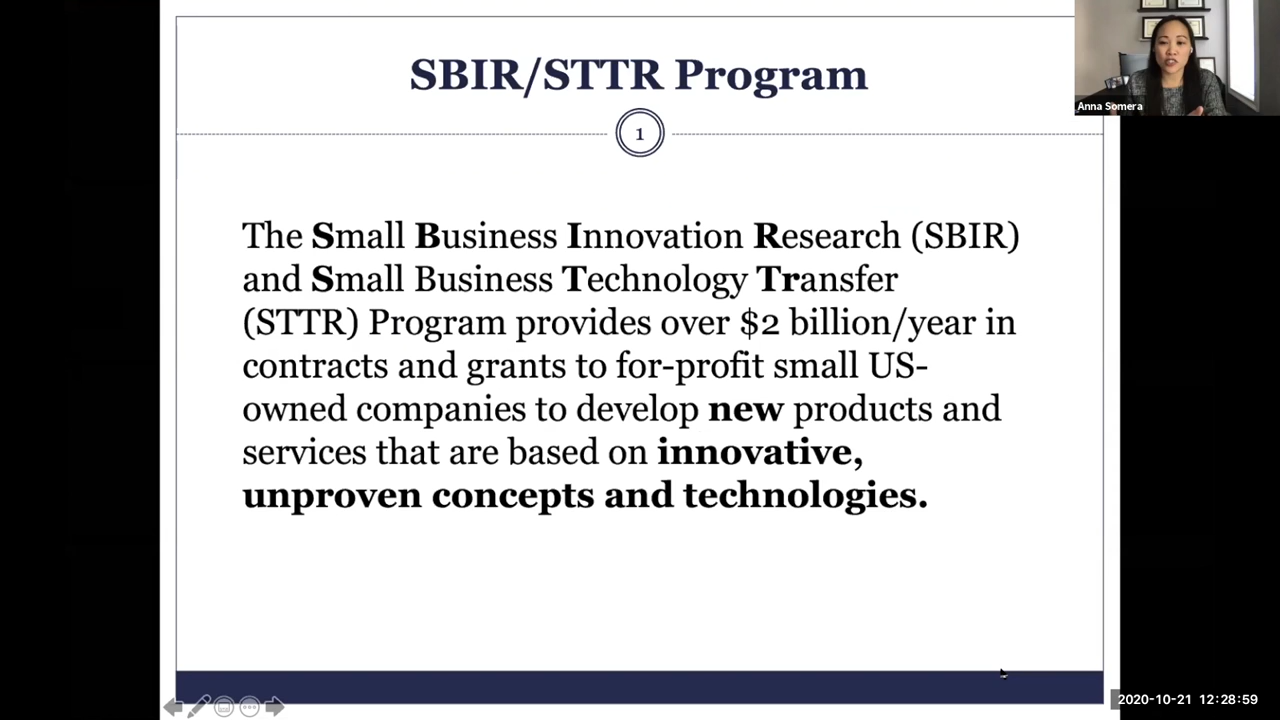 SBIR/STTR Program
1
Anna Somera
The Small Business Innovation Research (SBIR)
and Small Business Technology Transfer
(STTR) Program provides over $2 billion/year in
contracts and grants to for-profit small US-
owned companies to develop new products and
services that are based on innovative,
unproven concepts and technologies.
2020-10-21 12:28:59